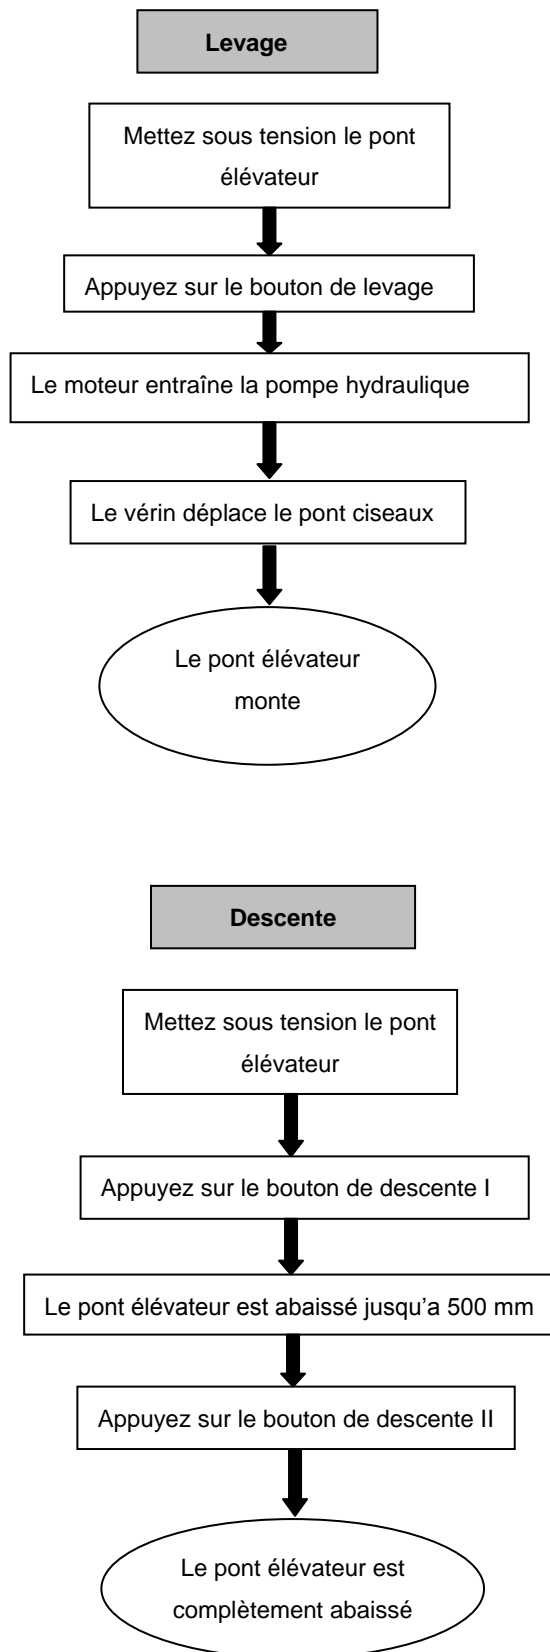 Levage
Mettez sous tension le pont
élévateur
Appuyez sur le bouton de levage
Le moteur entraîne la pompe hydraulique
Le vérin déplace le pont ciseaux
Le pont élévateur
monte
Descente
Mettez sous tension le pont
élévateur
Appuyez sur le bouton de descente I
Le pont élévateur est abaissé jusqu’a 500 mm
Appuyez sur le bouton de descente II
Le pont élévateur est
complètement abaissé